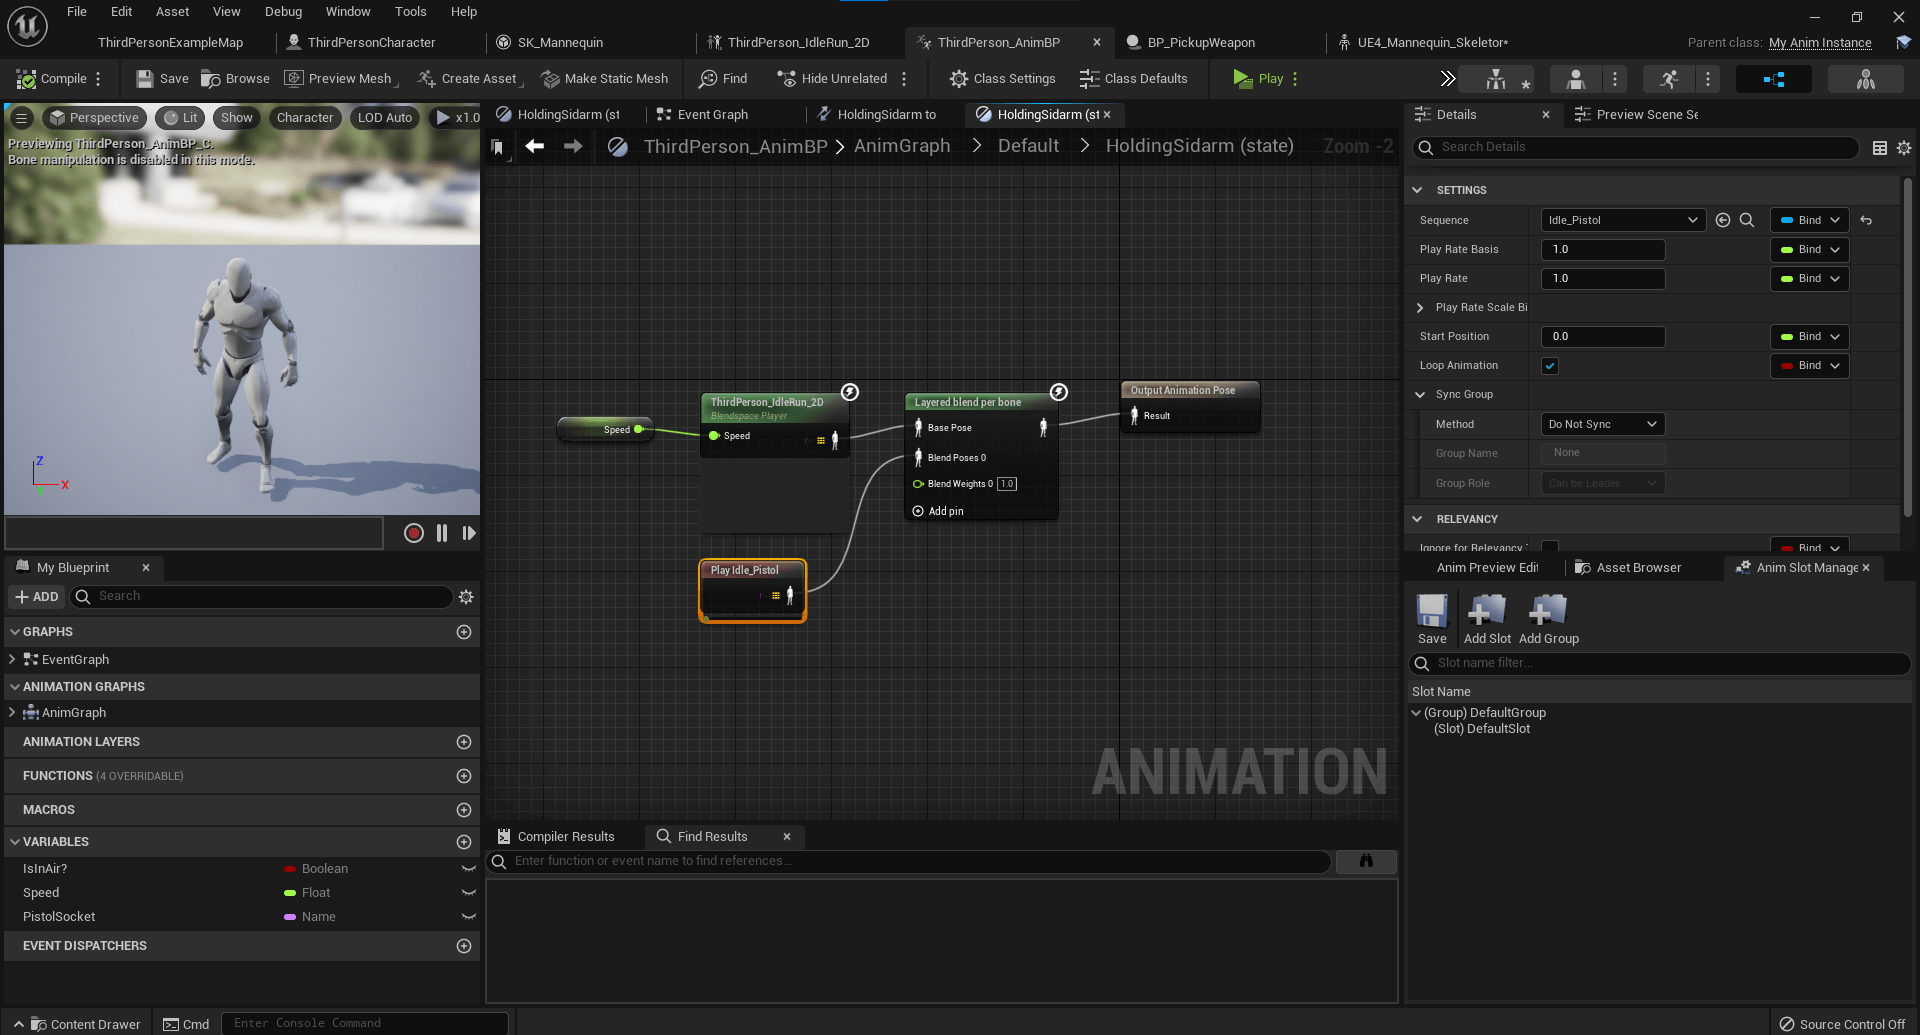 File Edit Asset View Debug Window Tools Help
ThirdPersonExampleMap ThirdPersonCharacter SK_Mannequin ThirdPerson_IdleRun_2D ThirdPerson_AnimBP BP_PickupWeapon UE4_Mannequin_Skeletor* Parent class: My Anim Instance
Compile Save Browse Preview Mesh Create Asset Make Static Mesh Find Hide Unrelated Class Settings Class Defaults Play
Perspective Lit Show Character LOD Auto x1.0
Previewing ThirdPerson_AnimBP_C.
Bone manipulation is disabled in this mode.
Z
X
Y
My Blueprint
ADD Search
GRAPHS
EventGraph
ANIMATION GRAPHS
AnimGraph
ANIMATION LAYERS
FUNCTIONS (4 OVERRIDABLE)
MACROS
VARIABLES
IsInAir? Boolean
Speed Float
PistolSocket Name
EVENT DISPATCHERS
HoldingSidarm (st Event Graph HoldingSidarm to HoldingSidarm (st
ThirdPerson_AnimBP > AnimGraph > Default > HoldingSidarm (state) Zoom -2
Speed
ThirdPerson_IdleRun_2D
Blendspace Player
Speed
Layered blend per bone
Base Pose
Blend Poses 0
Blend Weights 0 1.0
Add pin
Output Animation Pose
Result
Play Idle_Pistol
ANIMATION
Compiler Results Find Results
Enter function or event name to find references...
Details Preview Scene Se
Search Details
SETTINGS
Sequence Idle_Pistol Bind
Play Rate Basis 1.0 Bind
Play Rate 1.0 Bind
Play Rate Scale Bi
Start Position 0.0 Bind
Loop Animation Bind
Sync Group
Method Do Not Sync
Group Name None
Group Role Can be Leader
RELEVANCY
Ignore for Relevancy Bind
Anim Preview Edit Asset Browser Anim Slot Manage
Save Add Slot Add Group
Slot name filter...
Slot Name
(Group) DefaultGroup
(Slot) DefaultSlot
Content Drawer Cmd Enter Console Command Source Control Off